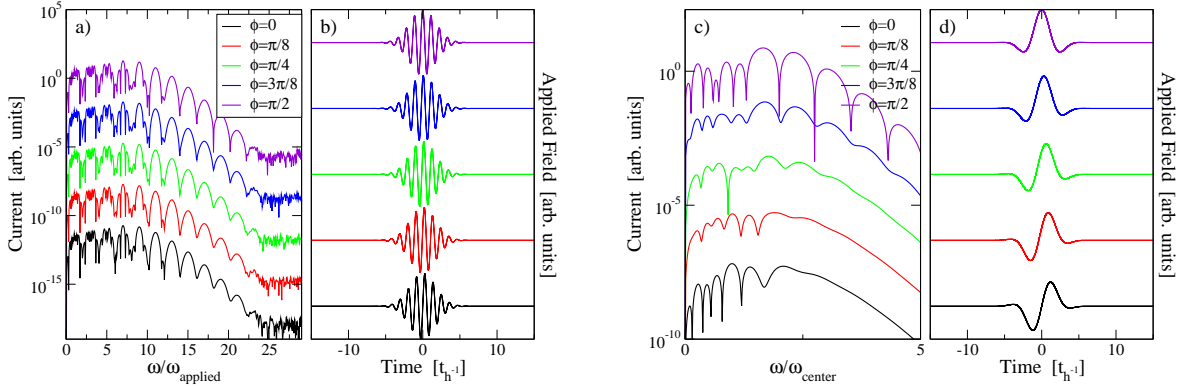 a)
b)
c)
d)
ϕ=0
ϕ=π/8
ϕ=π/4
ϕ=3π/8
ϕ=π/2
ϕ=0
ϕ=π/8
ϕ=π/4
ϕ=3π/8
ϕ=π/2
10^5
10^0
10^-5
10^-10
10^-15
Current [arb. units]
0 5 10 15 20 25
ω/ω_applied
-10 0 10
Time [t_h^-1]
Applied Field [arb. units]
10^0
10^-5
10^-10
Current [arb. units]
0 5
ω/ω_center
-10 0 10
Time [t_h^-1]
Applied Field [arb. units]